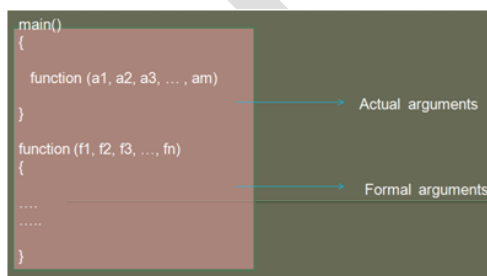 main()
{
function (a1, a2, a3, ... , am)
Actual arguments
}
function (f1, f2, f3, ..., fn)
{
Formal arguments
....
.....
}